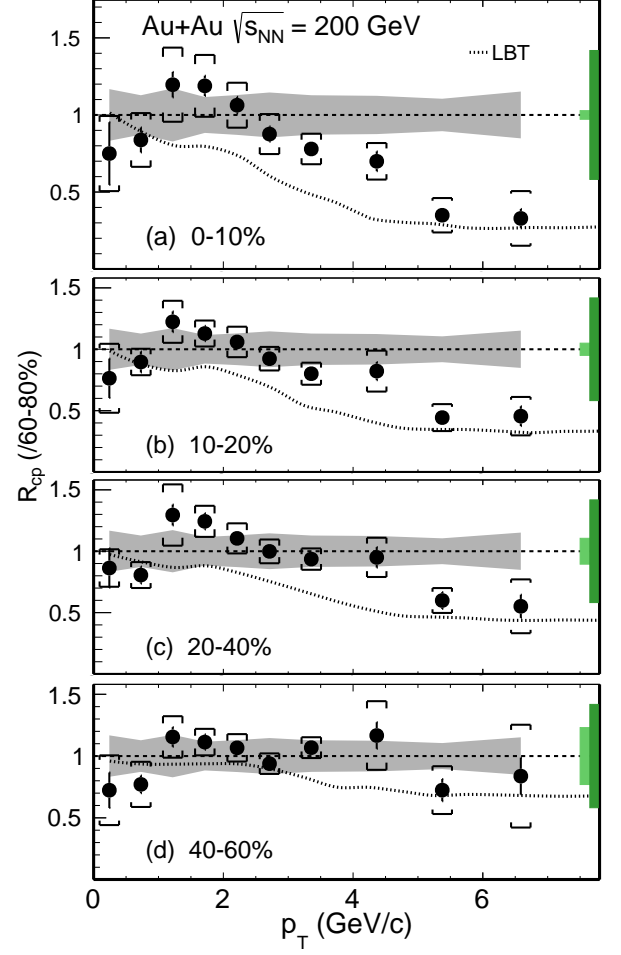 Au+Au √s_NN = 200 GeV
LBT
1.5
1
0.5
(a) 0-10%
1.5
1
0.5
(b) 10-20%
R_cp (/60-80%)
1.5
1
0.5
(c) 20-40%
1.5
1
0.5
(d) 40-60%
0 2 4 6
p_T (GeV/c)